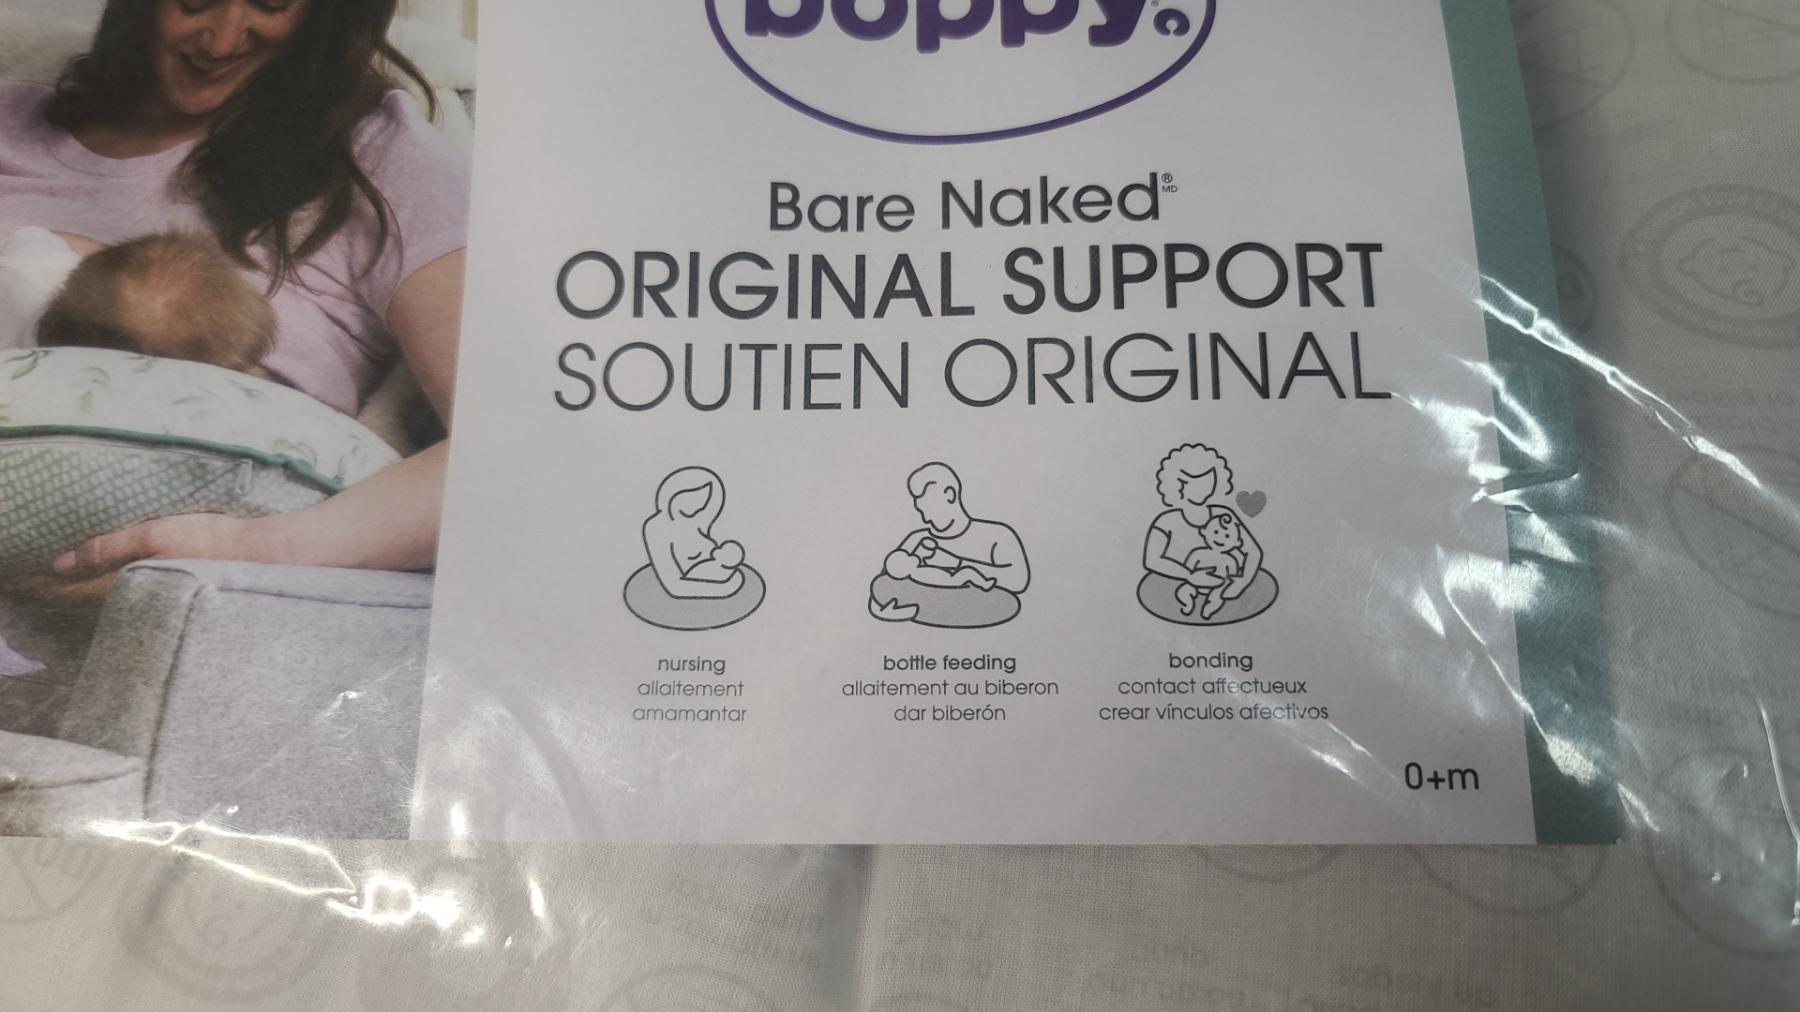 boppy.
Bare Naked® MD
ORIGINAL SUPPORT
SOUTIEN ORIGINAL
nursing
allaitement
amamantar
bottle feeding
allaitement au biberon
dar biberón
bonding
contact affectueux
crear vínculos afectivos
0+m